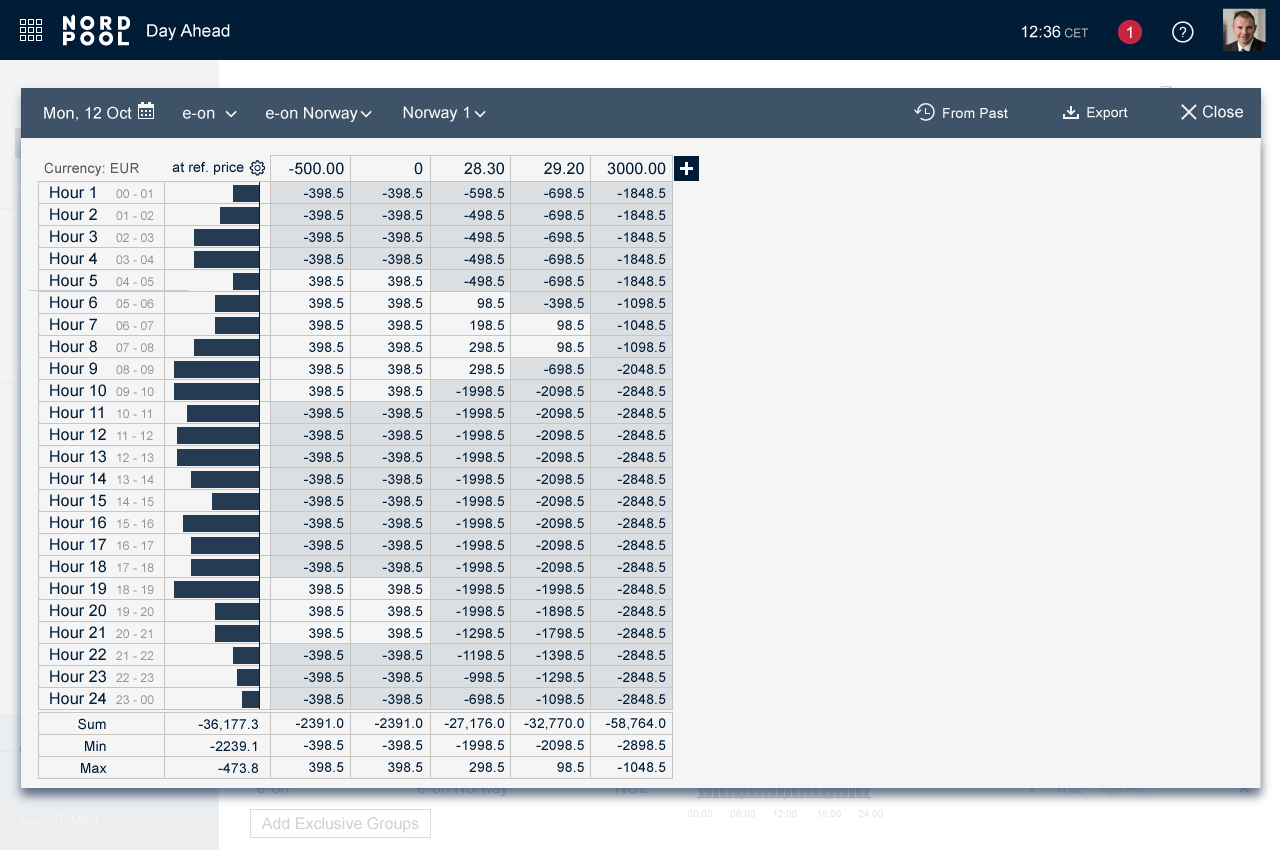 NORD POOL Day Ahead 12:36 CET 1 ?
Mon, 12 Oct e-on e-on Norway Norway 1 From Past Export Close
Currency: EUR at ref. price -500.00 0 28.30 29.20 3000.00
Hour 1 00 - 01 -398.5 -398.5 -598.5 -698.5 -1848.5
Hour 2 01 - 02 -398.5 -398.5 -498.5 -698.5 -1848.5
Hour 3 02 - 03 -398.5 -398.5 -498.5 -698.5 -1848.5
Hour 4 03 - 04 -398.5 -398.5 -498.5 -698.5 -1848.5
Hour 5 04 - 05 398.5 398.5 -498.5 -698.5 -1848.5
Hour 6 05 - 06 398.5 398.5 98.5 -398.5 -1098.5
Hour 7 06 - 07 398.5 398.5 198.5 98.5 -1048.5
Hour 8 07 - 08 398.5 398.5 298.5 98.5 -1098.5
Hour 9 08 - 09 398.5 398.5 298.5 -698.5 -2048.5
Hour 10 09 - 10 398.5 398.5 -1998.5 -2098.5 -2848.5
Hour 11 10 - 11 -398.5 -398.5 -1998.5 -2098.5 -2848.5
Hour 12 11 - 12 -398.5 -398.5 -1998.5 -2098.5 -2848.5
Hour 13 12 - 13 -398.5 -398.5 -1998.5 -2098.5 -2848.5
Hour 14 13 - 14 -398.5 -398.5 -1998.5 -2098.5 -2848.5
Hour 15 14 - 15 -398.5 -398.5 -1998.5 -2098.5 -2848.5
Hour 16 15 - 16 -398.5 -398.5 -1998.5 -2098.5 -2848.5
Hour 17 16 - 17 -398.5 -398.5 -1998.5 -2098.5 -2848.5
Hour 18 17 - 18 -398.5 -398.5 -1998.5 -2098.5 -2848.5
Hour 19 18 - 19 398.5 398.5 -1998.5 -1998.5 -2848.5
Hour 20 19 - 20 398.5 398.5 -1998.5 -1898.5 -2848.5
Hour 21 20 - 21 398.5 398.5 -1298.5 -1798.5 -2848.5
Hour 22 21 - 22 -398.5 -398.5 -1198.5 -1398.5 -2848.5
Hour 23 22 - 23 -398.5 -398.5 -998.5 -1298.5 -2848.5
Hour 24 23 - 00 -398.5 -398.5 -698.5 -1098.5 -2848.5
Sum -36,177.3 -2391.0 -2391.0 -27,176.0 -32,770.0 -58,764.0
Min -2239.1 -398.5 -398.5 -1998.5 -2098.5 -2898.5
Max -473.8 398.5 398.5 298.5 98.5 -1048.5
e-on e-on Norway NO2
00:00 06:00 12:00 18:00 24:00
Upload
Add Exclusive Groups